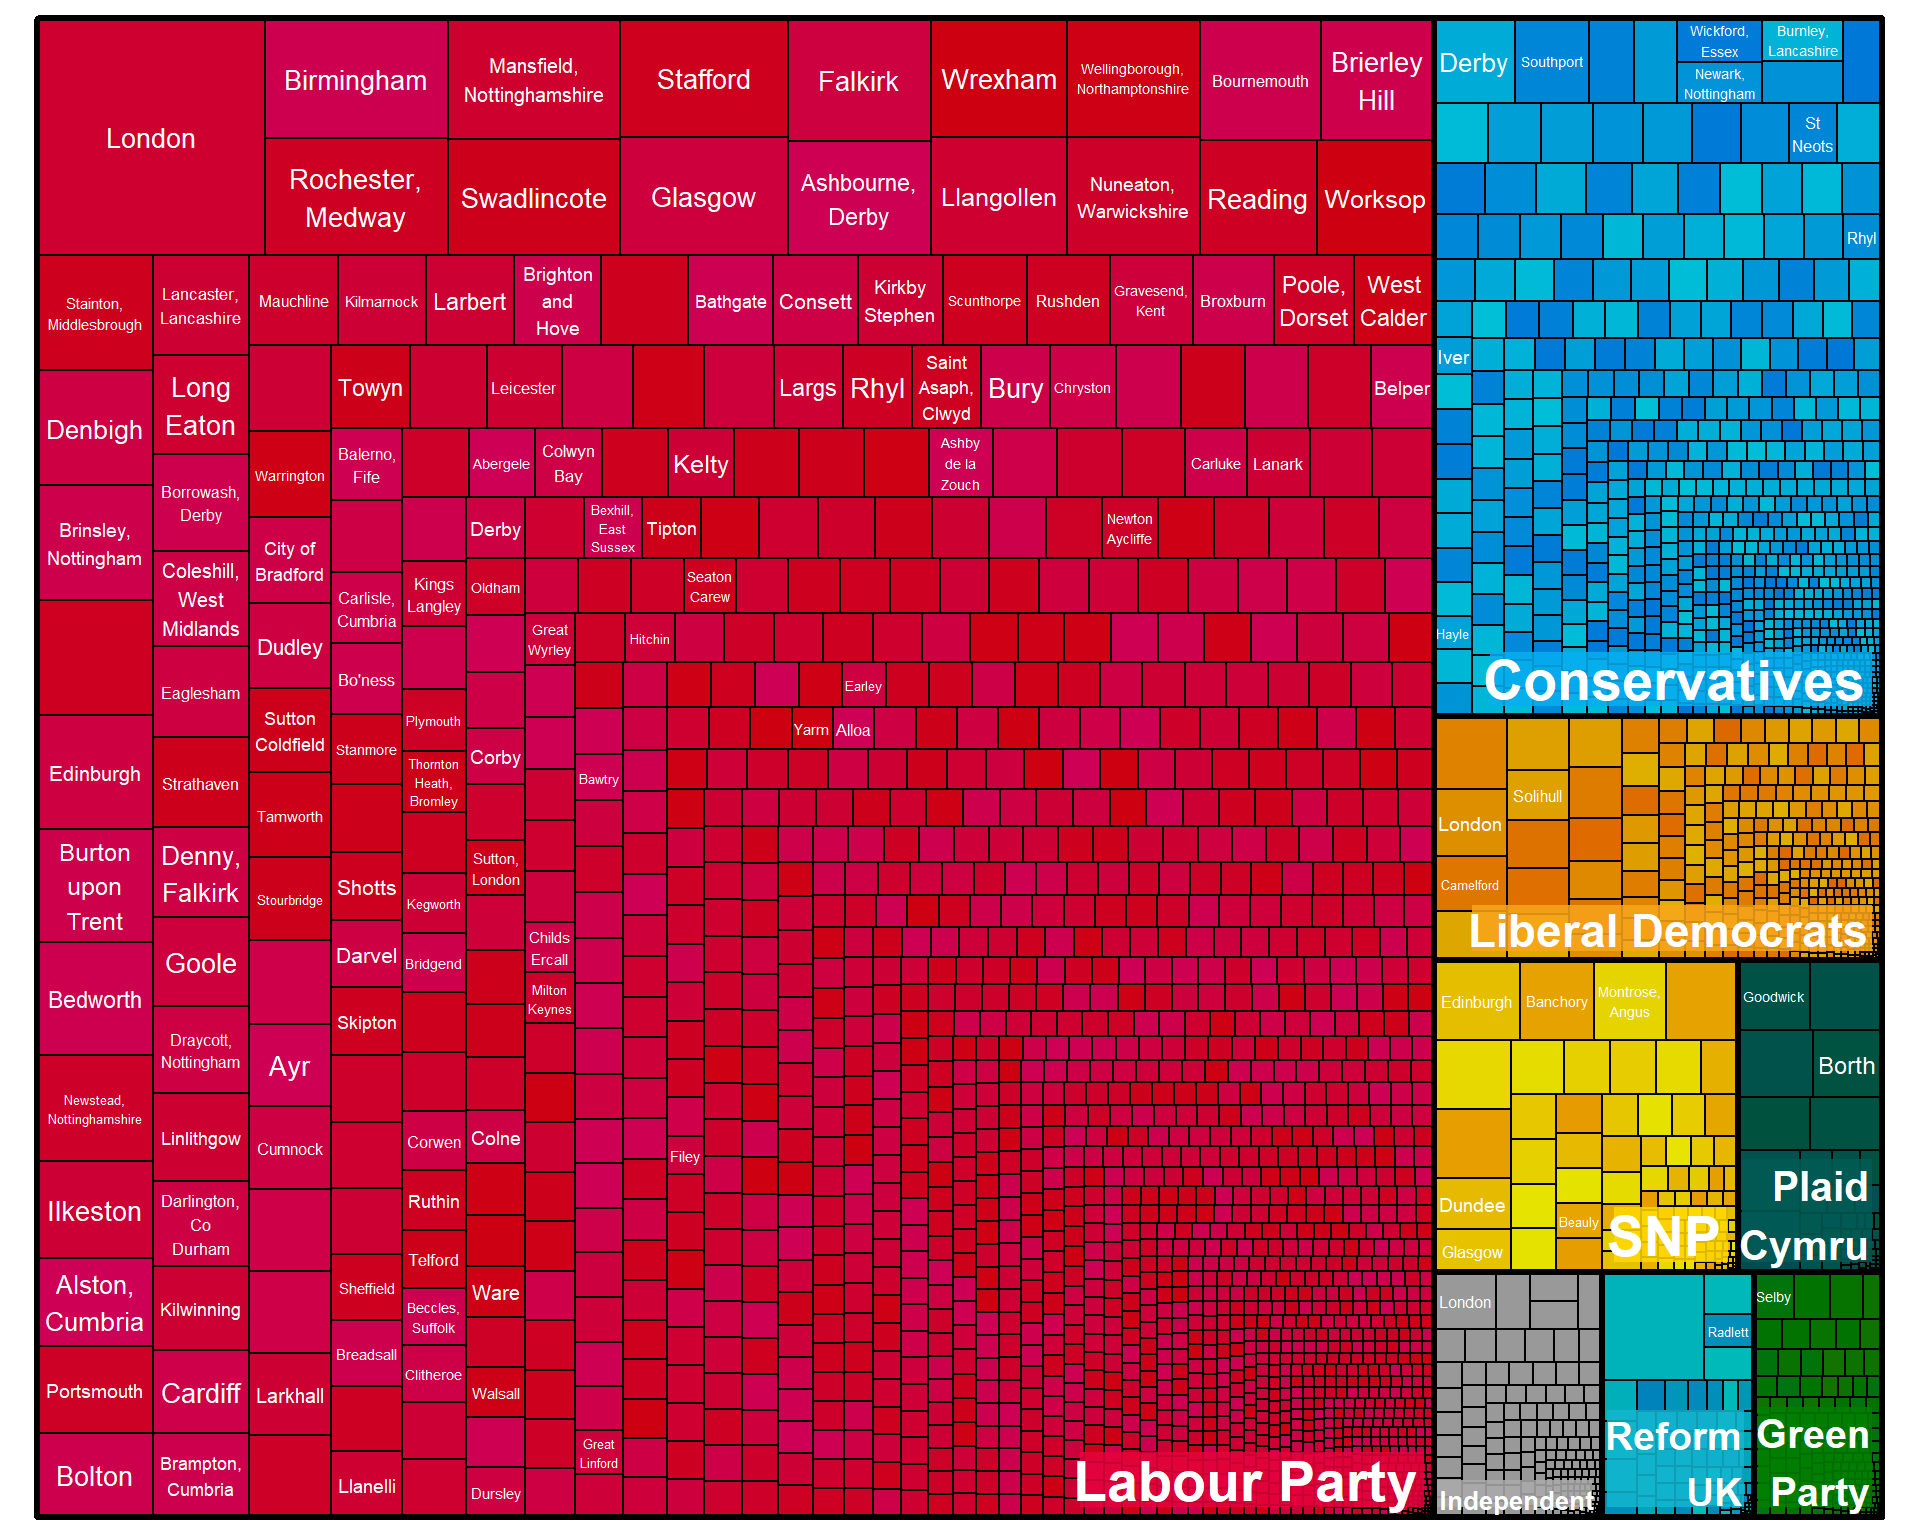 London
Birmingham
Mansfield,
Nottinghamshire
Stafford
Falkirk
Wrexham
Wellingborough,
Northamptonshire
Bournemouth
Brierley
Hill
Rochester,
Medway
Swadlincote
Glasgow
Ashbourne,
Derby
Llangollen
Nuneaton,
Warwickshire
Reading
Worksop
Stainton,
Middlesbrough
Lancaster,
Lancashire
Mauchline
Kilmarnock
Larbert
Brighton
and
Hove
Bathgate
Consett
Kirkby
Stephen
Scunthorpe
Rushden
Gravesend,
Kent
Broxburn
Poole,
Dorset
West
Calder
Denbigh
Long
Eaton
Towyn
Leicester
Largs
Rhyl
Saint
Asaph,
Clwyd
Bury
Chryston
Belper
Warrington
Balerno,
Fife
Abergele
Colwyn
Bay
Kelty
Ashby
de la
Zouch
Carluke
Lanark
Brinsley,
Nottingham
Borrowash,
Derby
City of
Bradford
Derby
Bexhill,
East
Sussex
Tipton
Newton
Aycliffe
Coleshill,
West
Midlands
Carlisle,
Cumbria
Kings
Langley
Oldham
Seaton
Carew
Dudley
Great
Wyrley
Hitchin
Eaglesham
Bo'ness
Earley
Edinburgh
Sutton
Coldfield
Plymouth
Yarm
Alloa
Stanmore
Corby
Strathaven
Thornton
Heath,
Bromley
Bawtry
Tamworth
Burton
upon
Trent
Denny,
Falkirk
Shotts
Sutton,
London
Stourbridge
Kegworth
Bedworth
Goole
Darvel
Bridgend
Childs
Ercall
Skipton
Milton
Keynes
Draycott,
Nottingham
Ayr
Newstead,
Nottinghamshire
Linlithgow
Cumnock
Corwen
Colne
Filey
Ilkeston
Darlington,
Co
Durham
Ruthin
Telford
Alston,
Cumbria
Kilwinning
Sheffield
Beccles,
Suffolk
Ware
Breadsall
Portsmouth
Cardiff
Larkhall
Clitheroe
Walsall
Bolton
Brampton,
Cumbria
Llanelli
Dursley
Great
Linford
Labour Party
Derby
Southport
Wickford,
Essex
Burnley,
Lancashire
Newark,
Nottingham
St
Neots
Rhyl
Iver
Hayle
Conservatives
Solihull
London
Camelford
Liberal Democrats
Edinburgh
Banchory
Montrose,
Angus
Dundee
Beauly
Glasgow
SNP
Goodwick
Borth
Plaid
Cymru
London
Independent
Radlett
Reform
UK
Selby
Green
Party